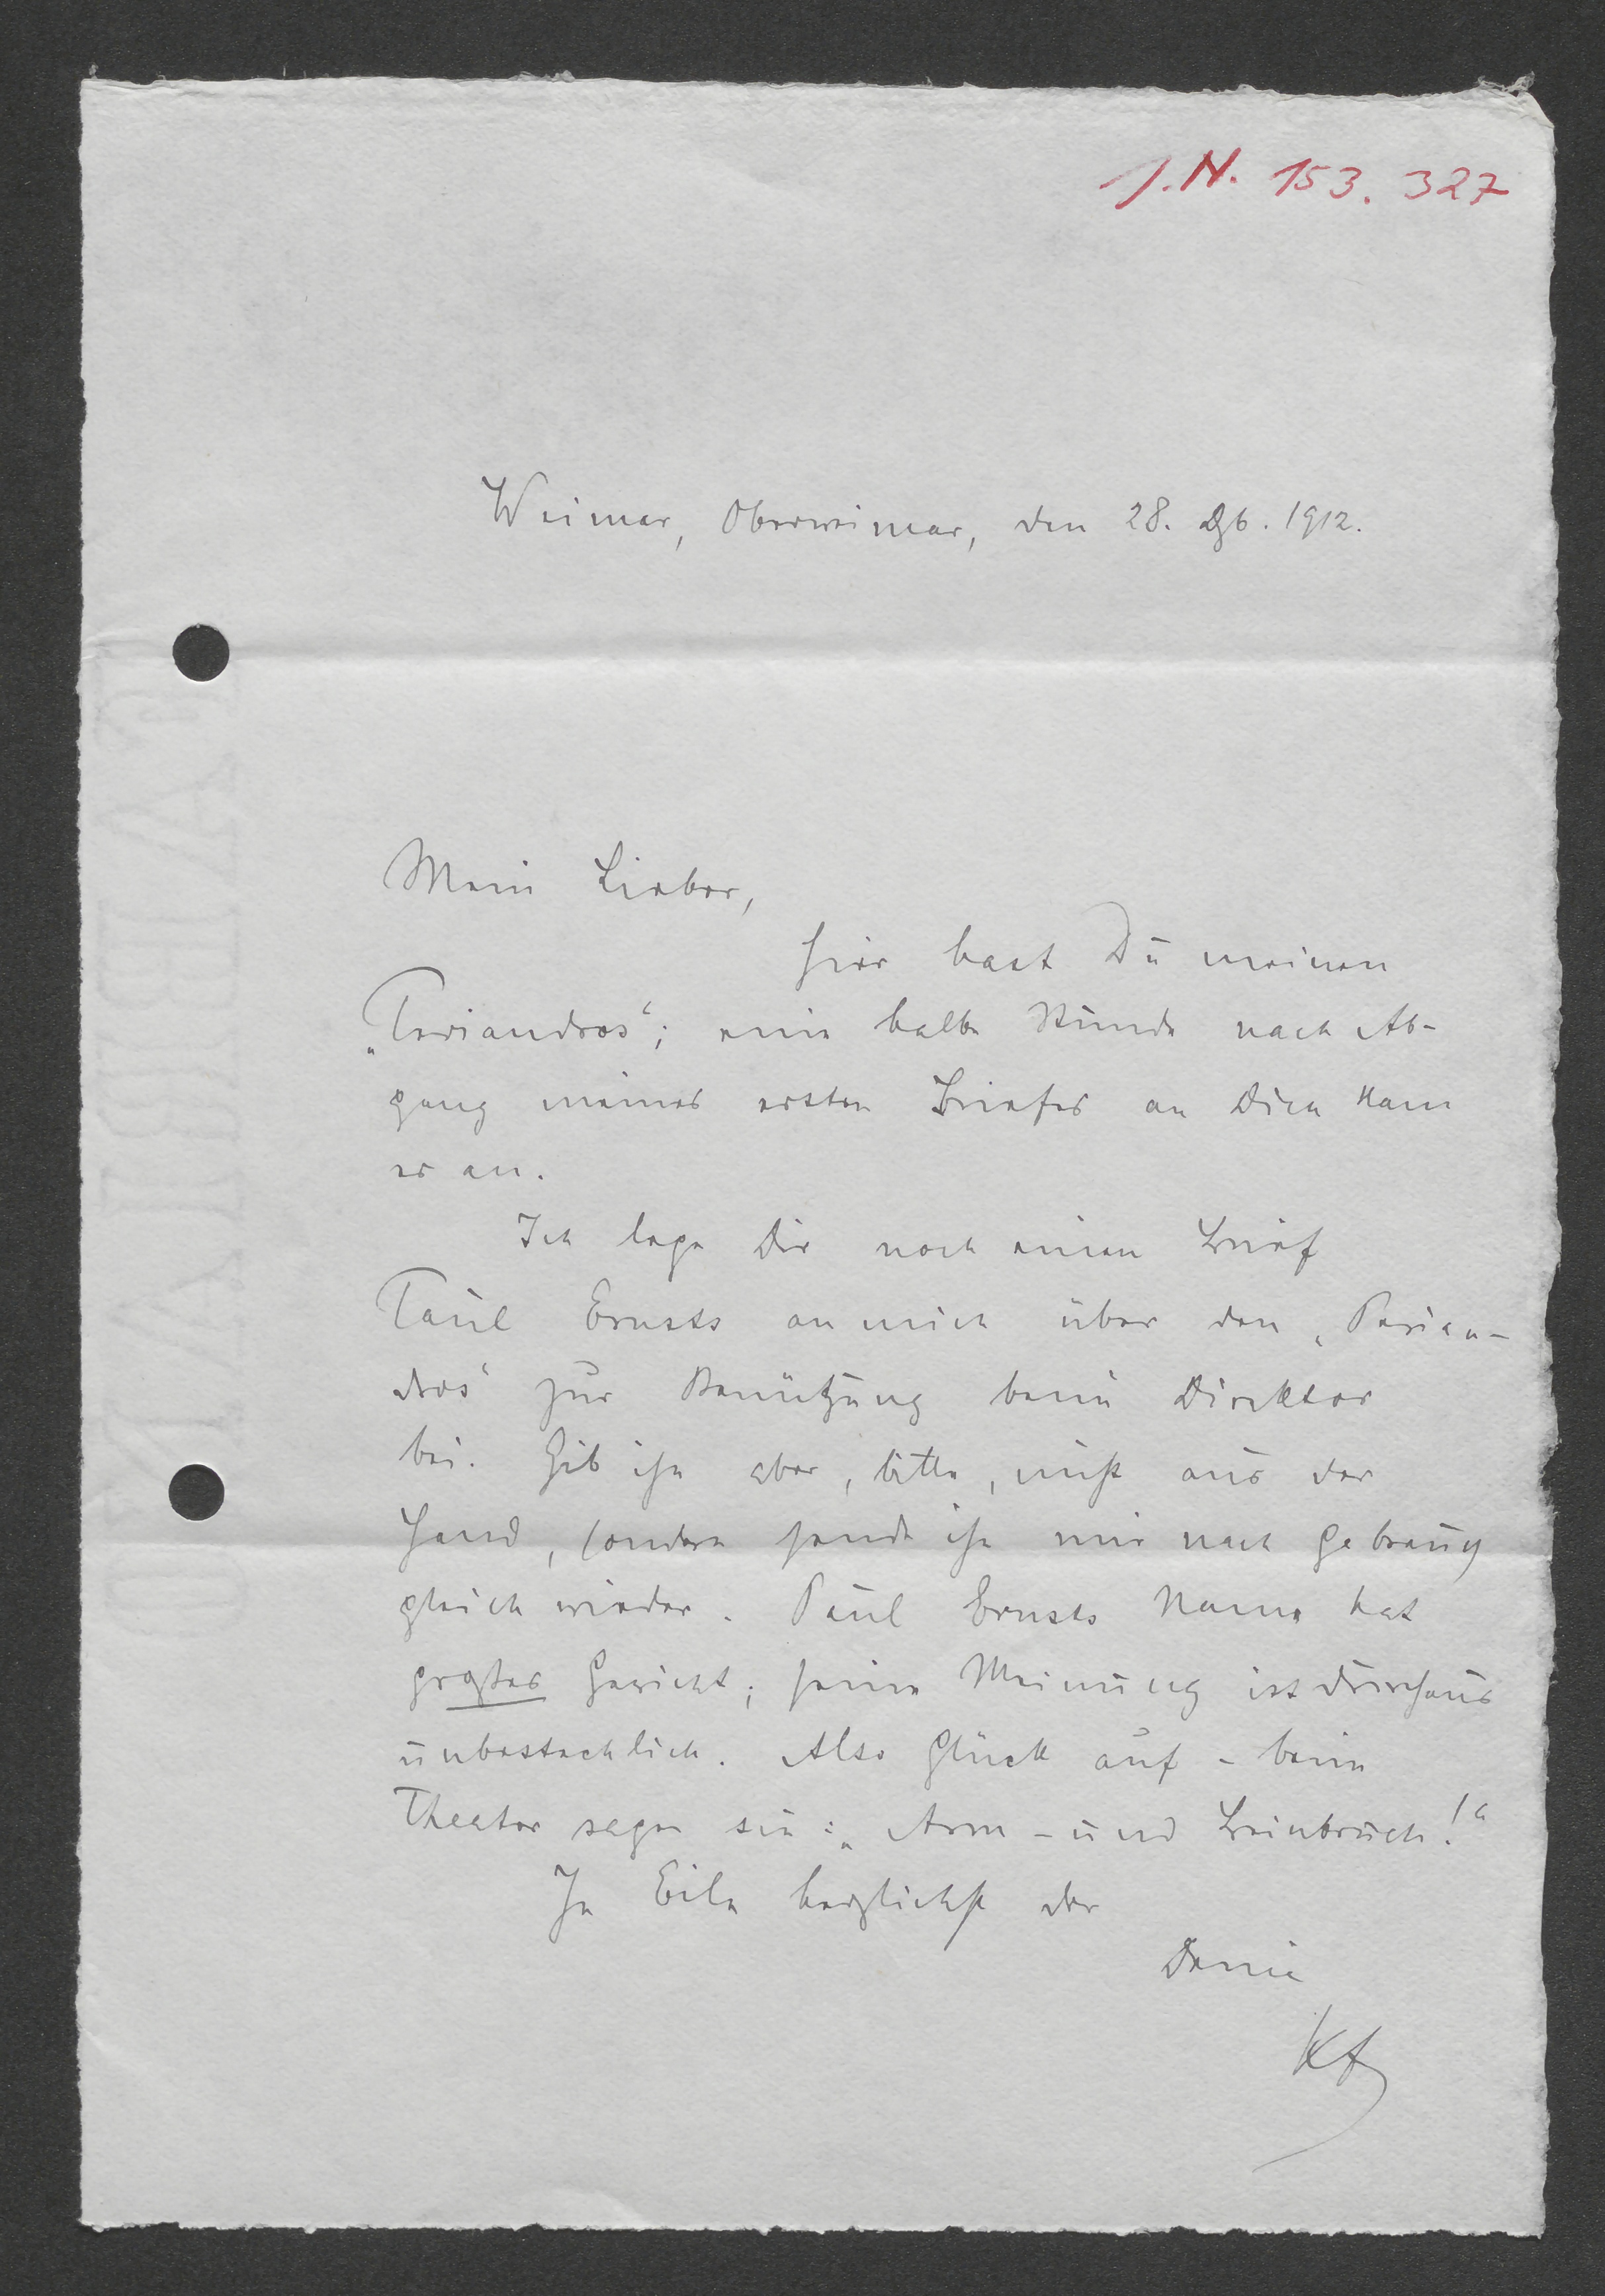 J.N. 153.327
Weimar, Oberweimar, den 28. Dzb. 1912.
Mein Lieber,
hier hast Du meinen
„Periandros“; eine halbe Stunde nach Ab-
gang meines ersten Briefes an Dich kam
er an.
Ich lege Dir noch einen Brief
Paul Ernsts an mich über den „Perian-
dros“ zur Benützung beim Direktor
bei. Gib ihn aber, bitte, nicht aus der
Hand, sondern sende ihn mir nach Gebrauch
gleich wieder. Paul Ernsts Name hat
großes Gewicht; seine Meinung ist durchaus
unbestechlich. Also Glück auf – beim
Theater sagen sie: „Arm- und Beinbruch!“
In Eile herzlichst der
Deine